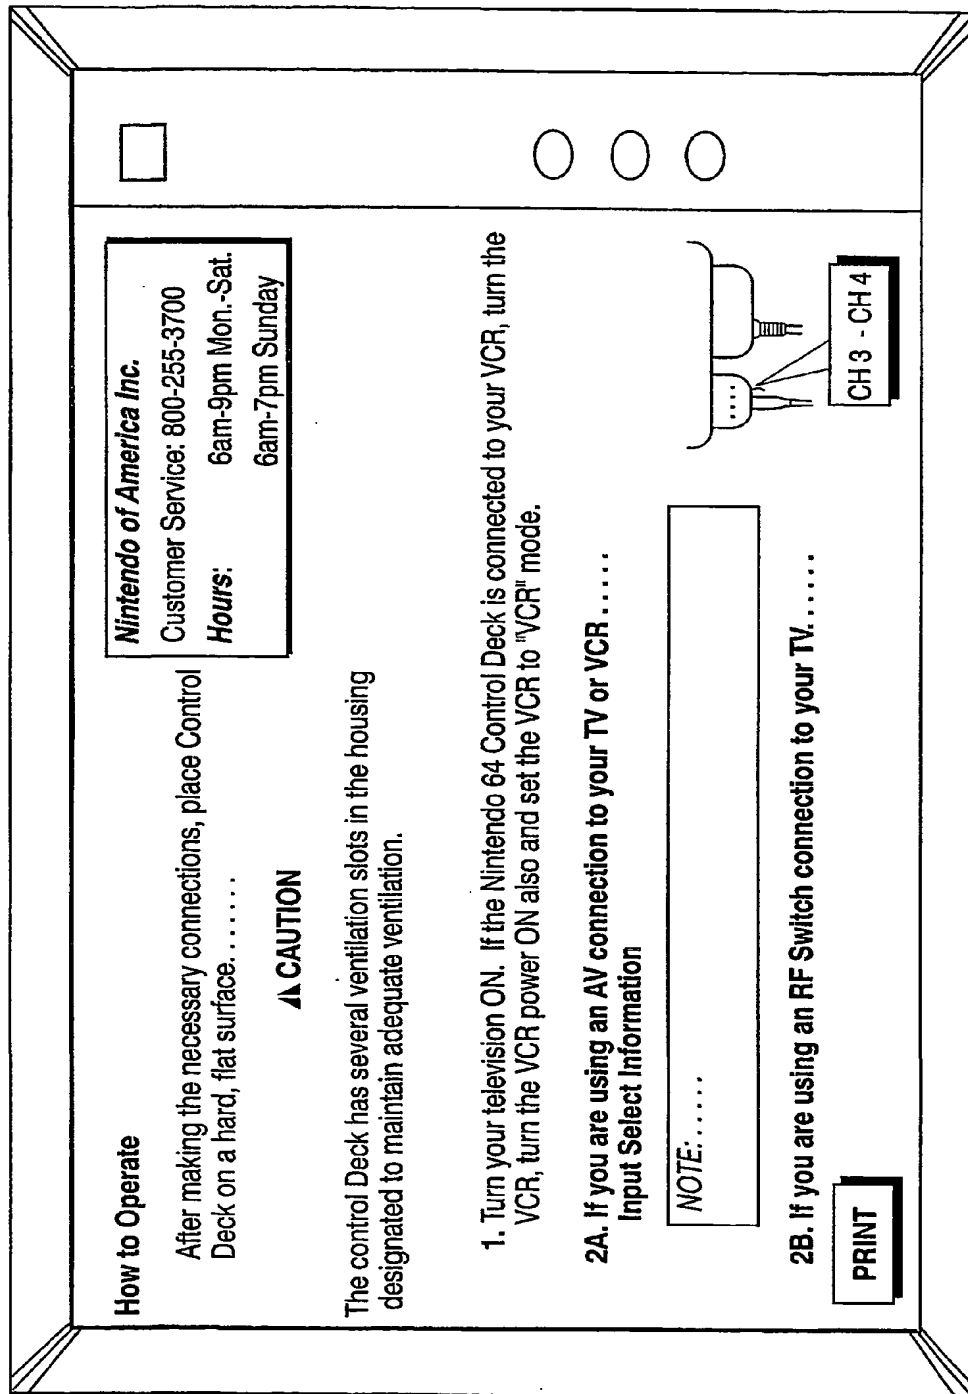 How to Operate
After making the necessary connections, place Control
Deck on a hard, flat surface.......
Nintendo of America Inc.
Customer Service: 800-255-3700
Hours: 6am-9pm Mon.-Sat.
6am-7pm Sunday
CAUTION
The control Deck has several ventilation slots in the housing
designated to maintain adequate ventilation.
1. Turn your television ON. If the Nintendo 64 Control Deck is connected to your VCR, turn the
VCR, turn the VCR power ON also and set the VCR to "VCR" mode.
2A. If you are using an AV connection to your TV or VCR.....
Input Select Information
NOTE:......
2B. If you are using an RF Switch connection to your TV......
CH 3 - CH 4
PRINT